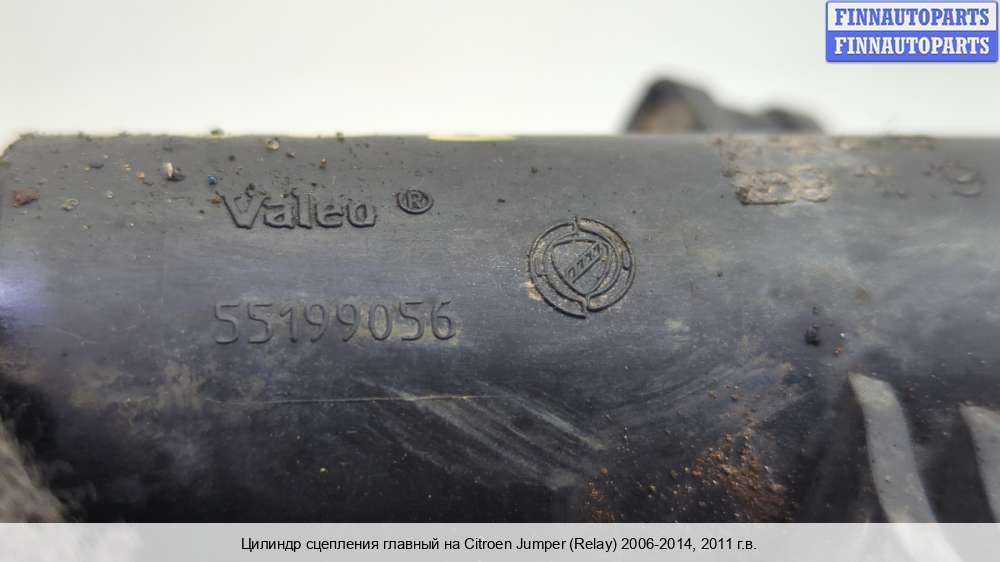 FINNAUTOPARTS
FINNAUTOPARTS
Valeo ®
55199056
Цилиндр сцепления главный на Citroen Jumper (Relay) 2006-2014, 2011 г.в.